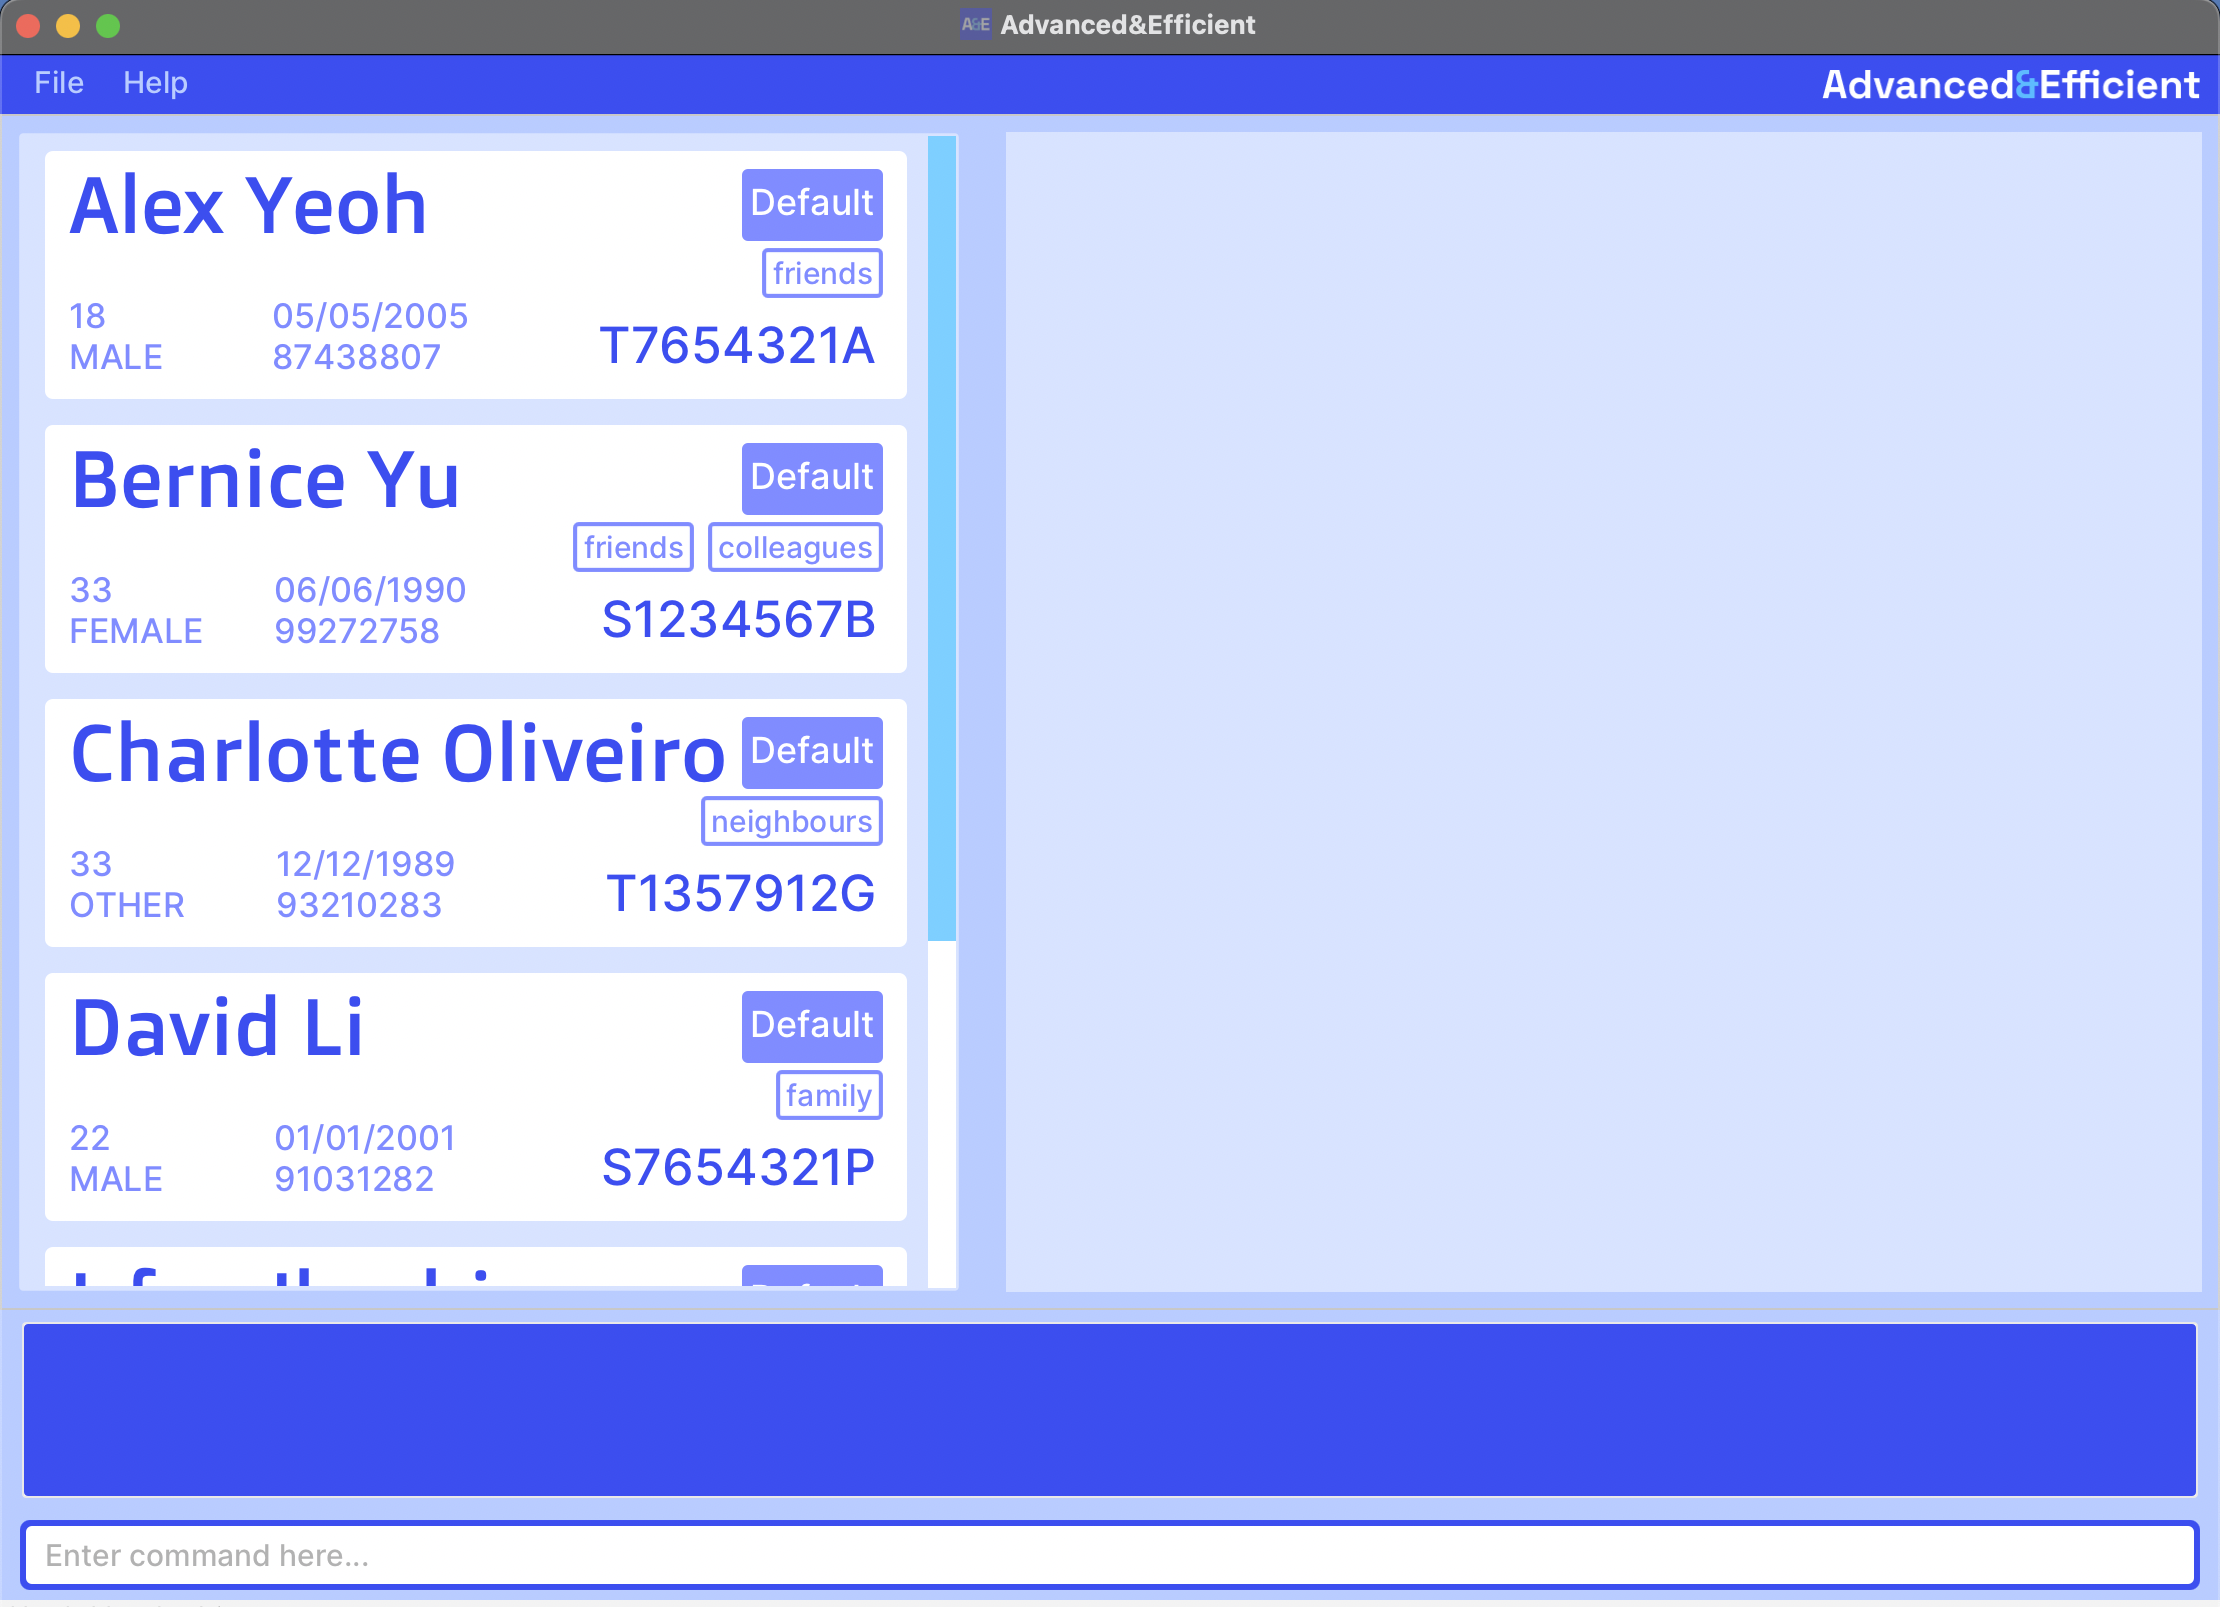 A&E Advanced&Efficient
File Help Advanced&Efficient
Alex Yeoh Default
friends
18 05/05/2005
MALE 87438807 T7654321A
Bernice Yu Default
friends colleagues
33 06/06/1990
FEMALE 99272758 S1234567B
Charlotte Oliveiro Default
neighbours
33 12/12/1989
OTHER 93210283 T1357912G
David Li Default
family
22 01/01/2001
MALE 91031282 S7654321P
Enter command here...